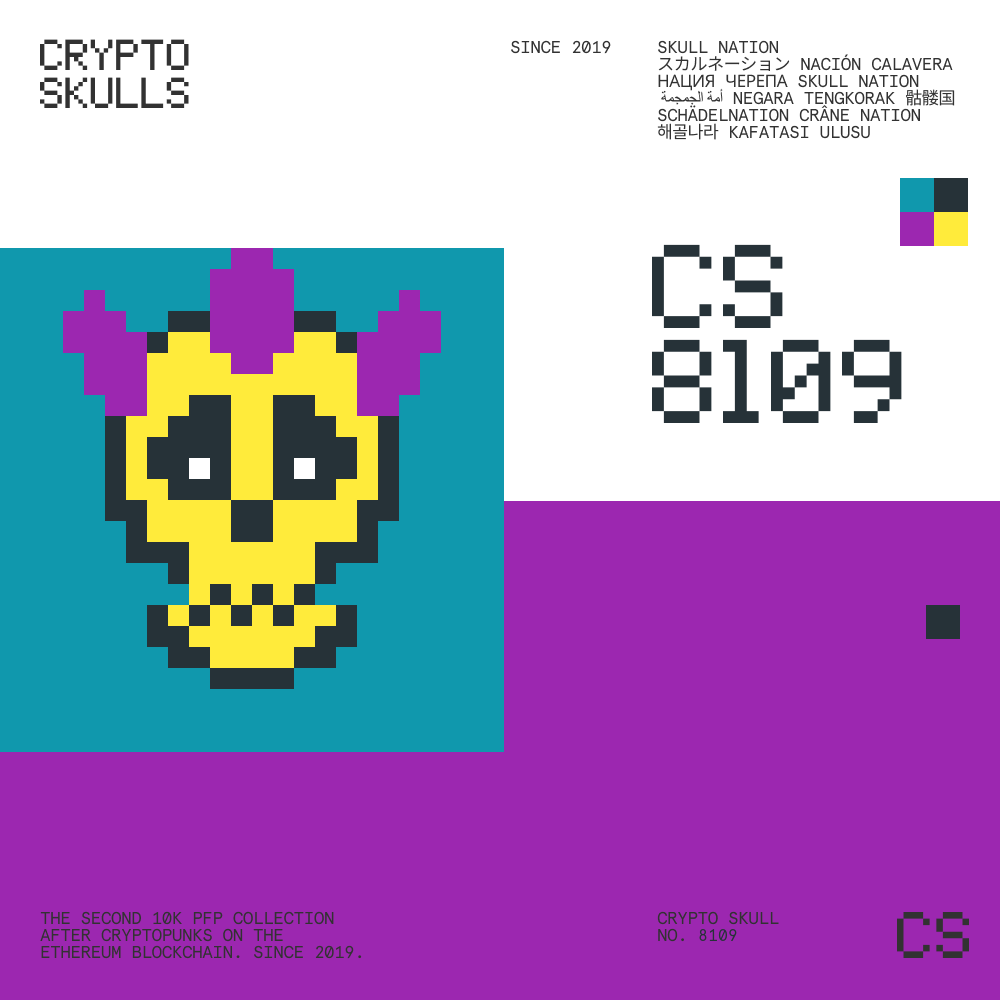 CRYPTO
SKULLS
SINCE 2019
SKULL NATION
スカルネーション NACIÓN CALAVERA
НАЦИЯ ЧЕРЕПА SKULL NATION
أمة الجمجمة NEGARA TENGKORAK 骷髅国
SCHÄDELNATION CRÂNE NATION
해골나라 KAFATASI ULUSU
CS
8109
THE SECOND 10K PFP COLLECTION
AFTER CRYPTOPUNKS ON THE
ETHEREUM BLOCKCHAIN. SINCE 2019.
CRYPTO SKULL
NO. 8109
CS